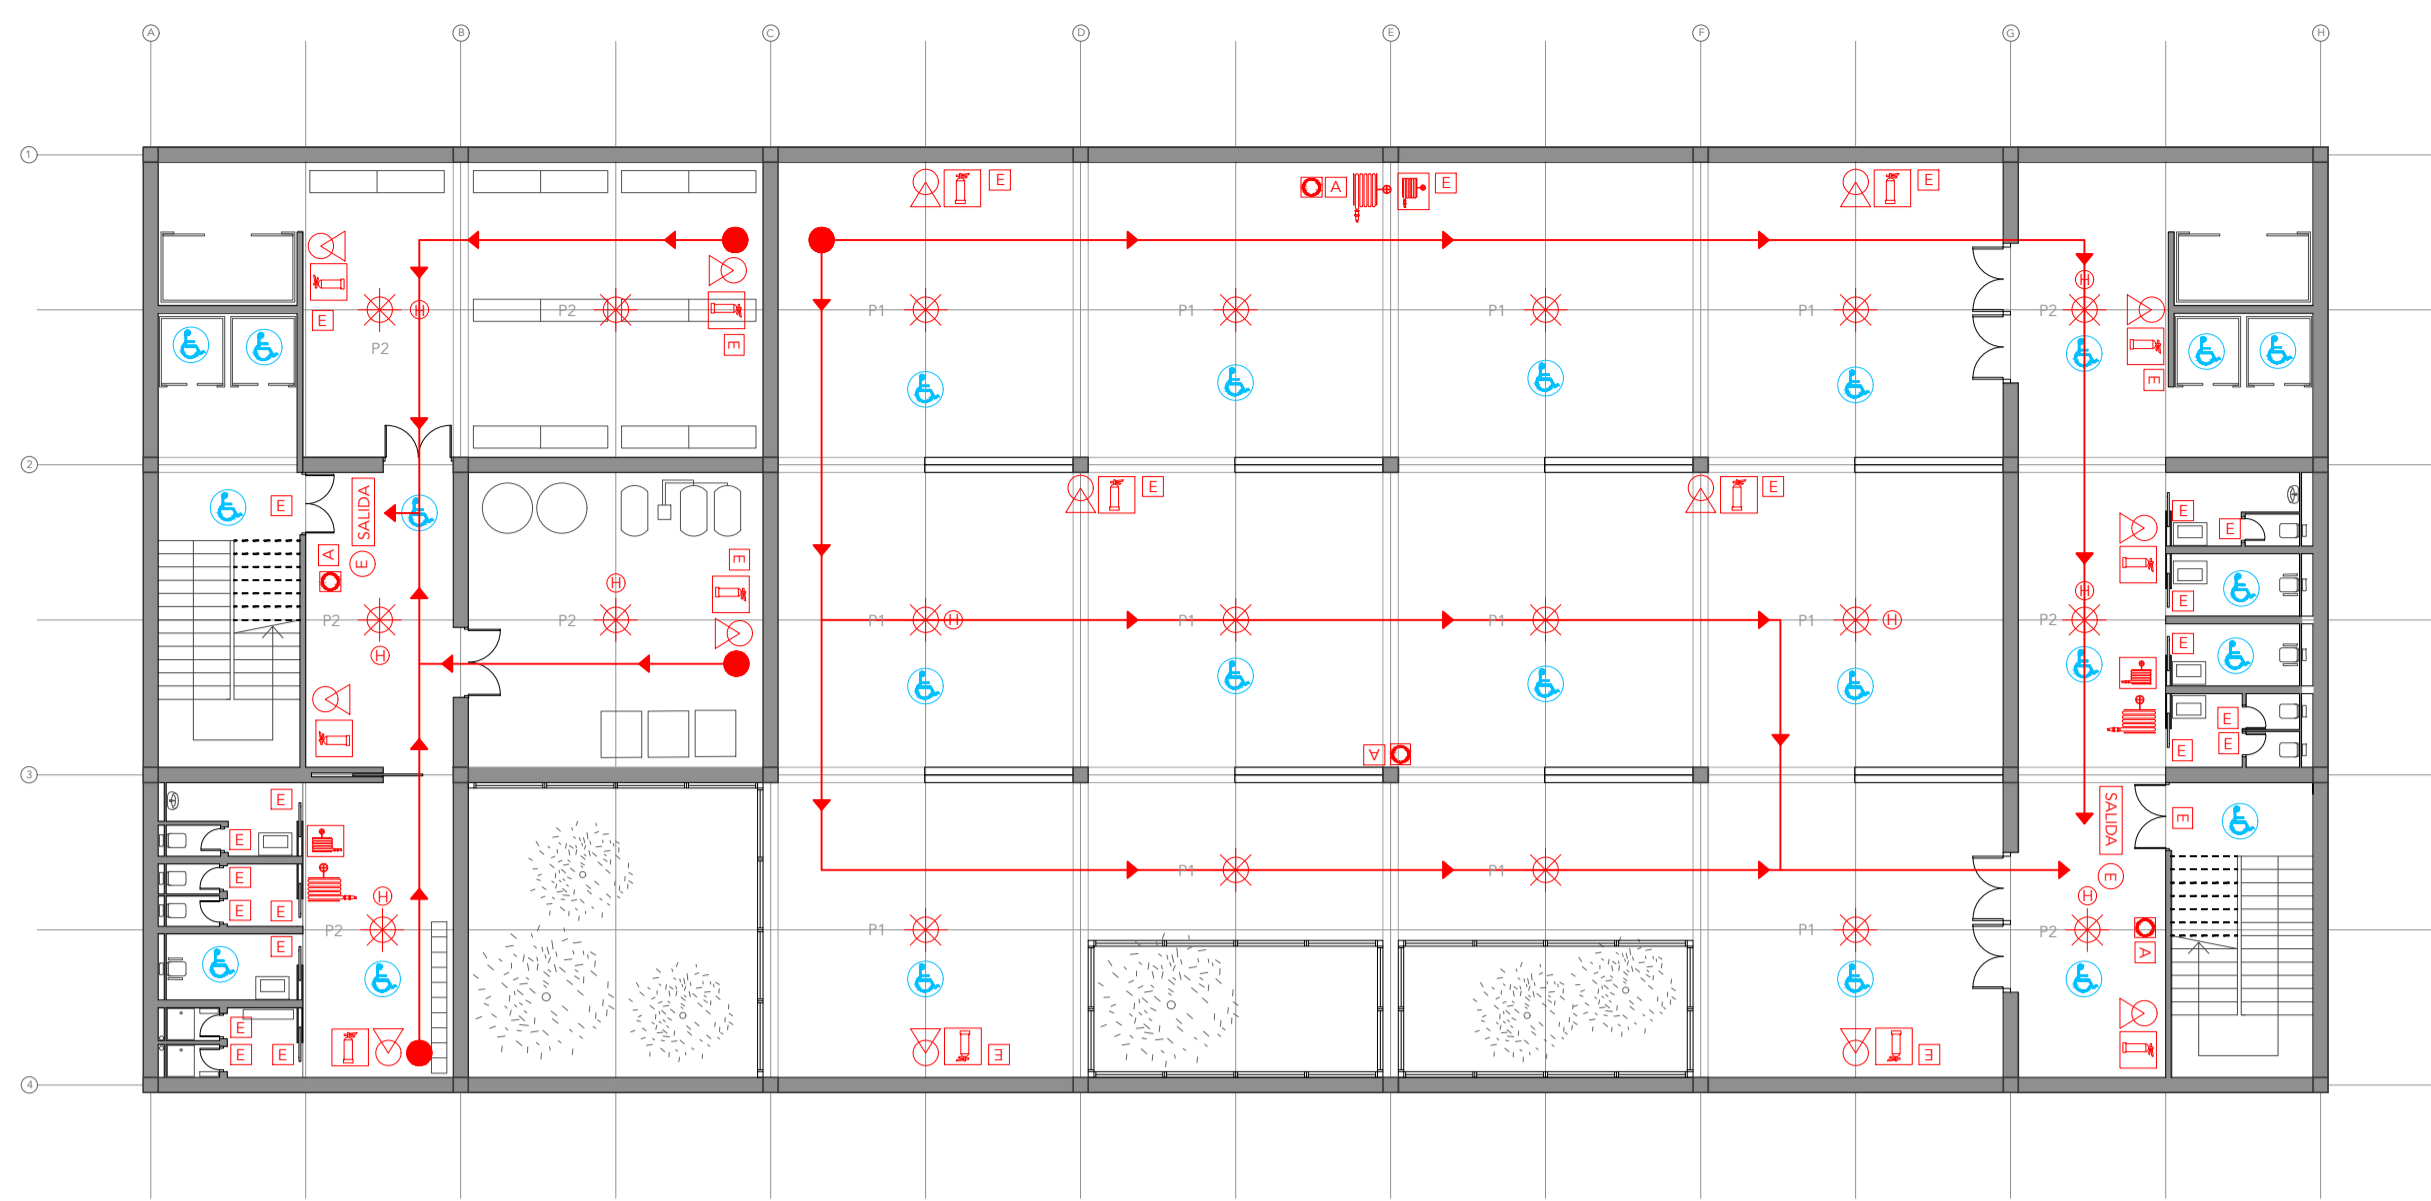 A B C D E F G H
1
E A E E
H H
E P2 P1 P1 P1 P1 P2
E
P2
E
2
E SALIDA E E
E E
A E E
E H H
P2 P2 P1 H P1 P1 P1 H P2
H E
E
A E
3
E SALIDA E
E
E E
E E H H
P2 P1 P1
E P1 P1 P2
A
E
E E E E
4